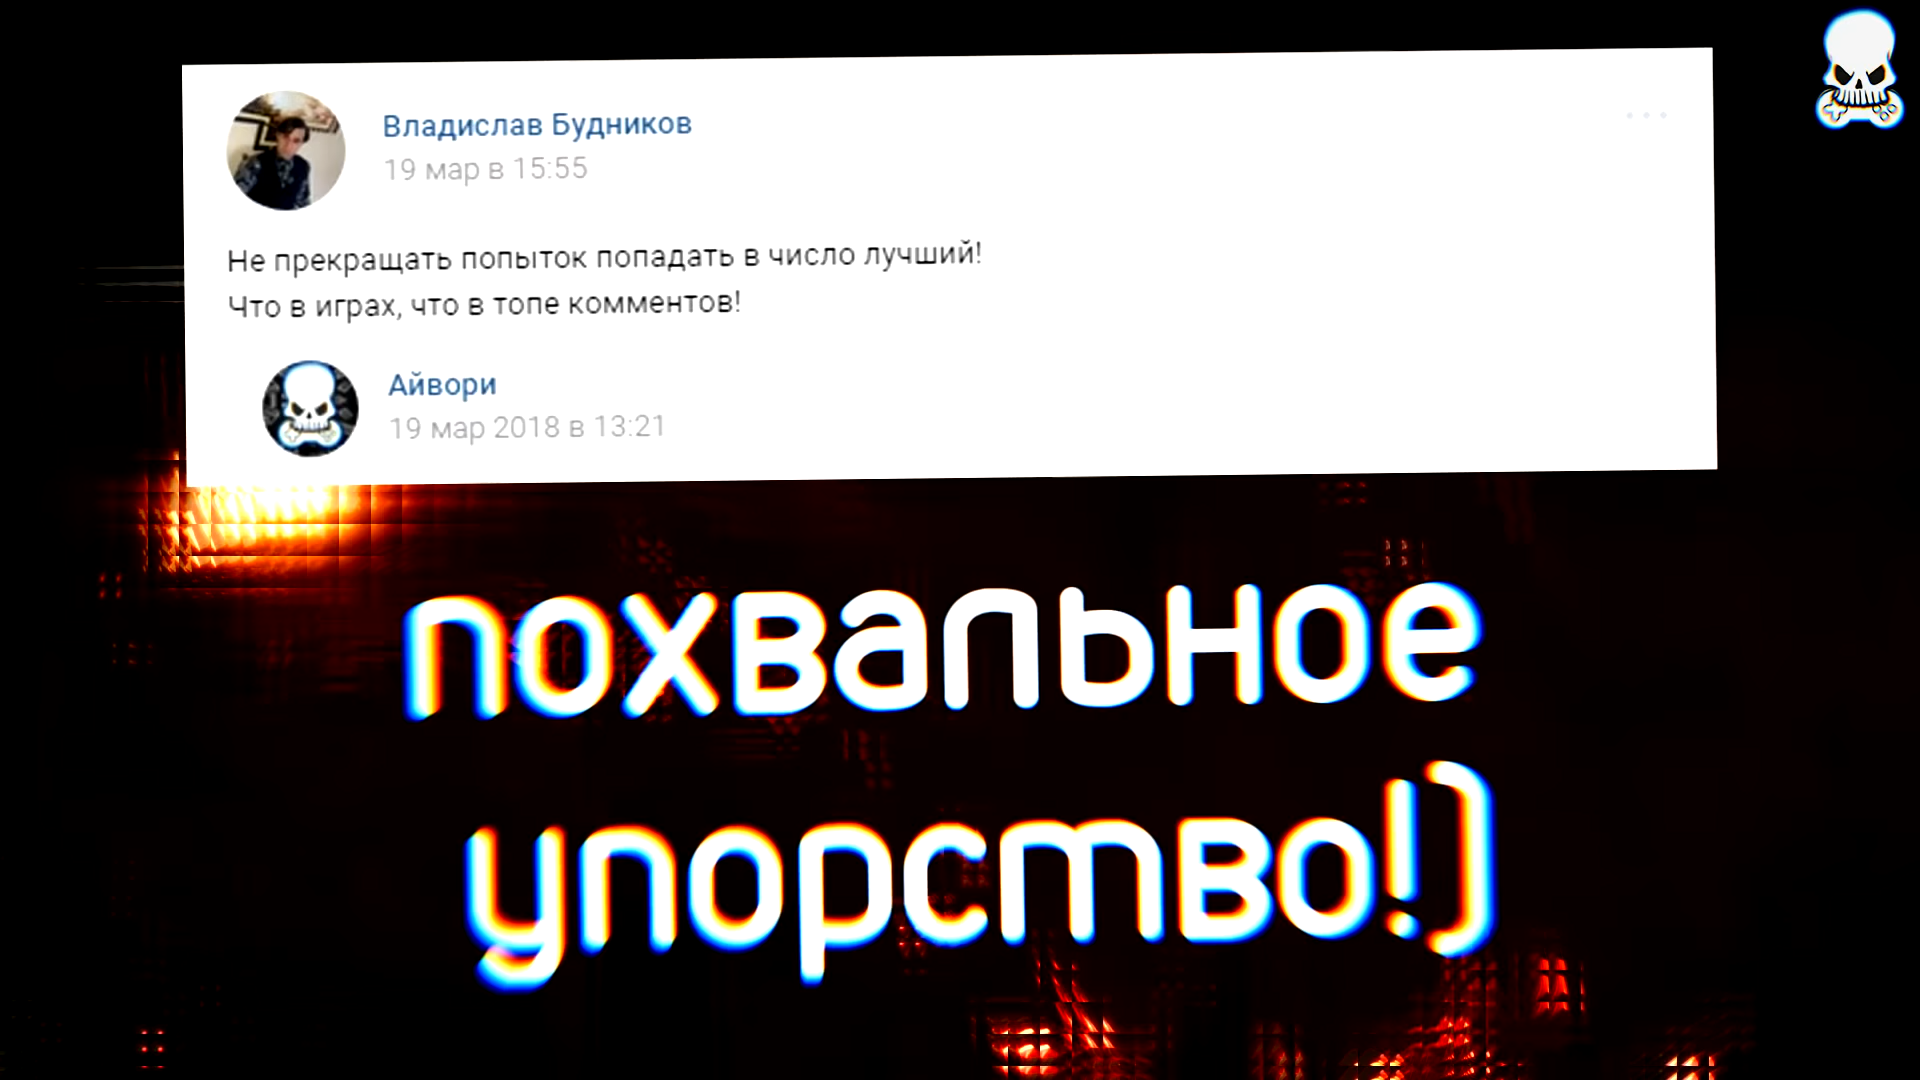 Владислав Будников
19 мар в 15:55
Не прекращать попыток попадать в число лучший!
Что в играх, что в топе комментов!
Айвори
19 мар 2018 в 13:21
похвальное
упорство!)